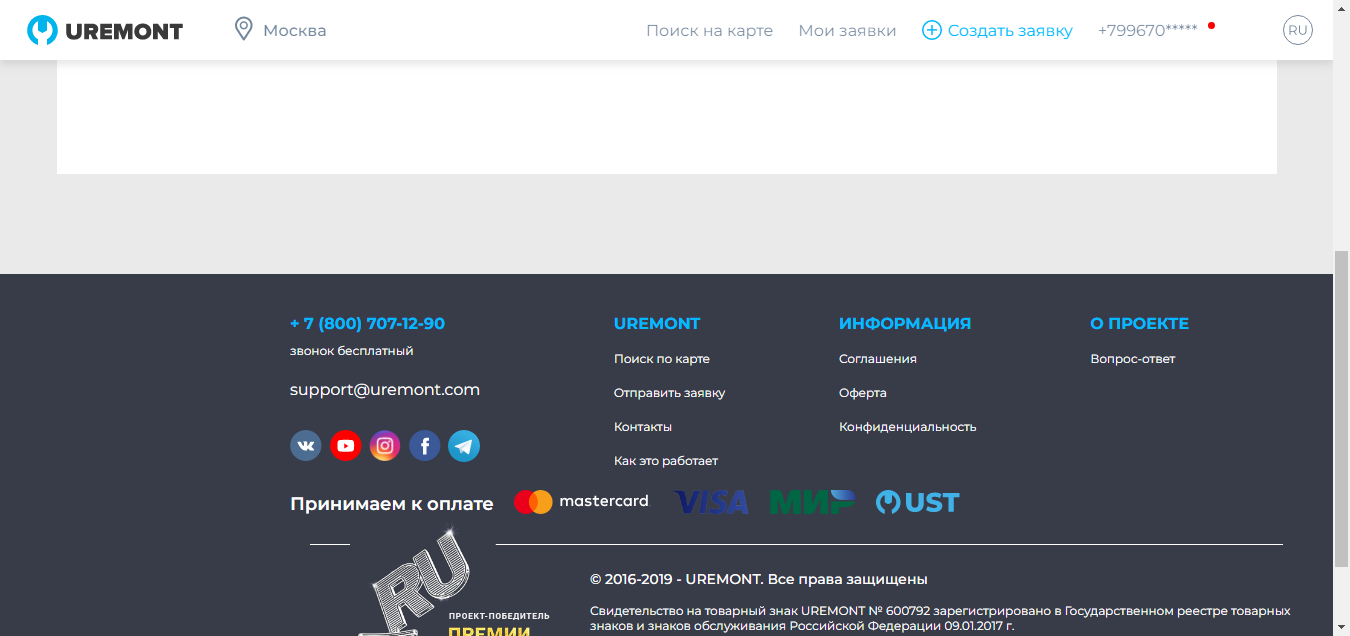 UREMONT
Москва
Поиск на карте
Мои заявки
Создать заявку
+799670*****
RU
+ 7 (800) 707-12-90
звонок бесплатный
support@uremont.com
UREMONT
Поиск по карте
Отправить заявку
Контакты
Как это работает
ИНФОРМАЦИЯ
Соглашения
Оферта
Конфиденциальность
О ПРОЕКТЕ
Вопрос-ответ
Принимаем к оплате
mastercard
VISA
МИР
UST
.RU
ПРОЕКТ-ПОБЕДИТЕЛЬ
ПРЕМИИ
© 2016-2019 - UREMONT. Все права защищены
Свидетельство на товарный знак UREMONT № 600792 зарегистрировано в Государственном реестре товарных
знаков и знаков обслуживания Российской Федерации 09.01.2017 г.